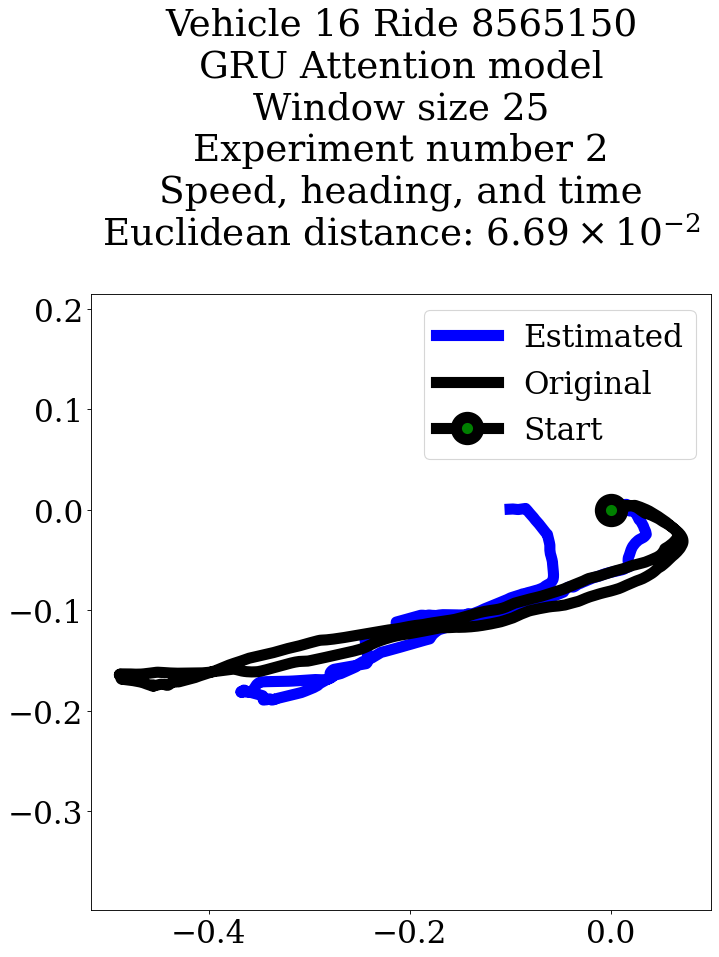 Vehicle 16 Ride 8565150
GRU Attention model
Window size 25
Experiment number 2
Speed, heading, and time
Euclidean distance: 6.69 × 10⁻²
Estimated
Original
Start
0.2
0.1
0.0
−0.1
−0.2
−0.3
−0.4 −0.2 0.0